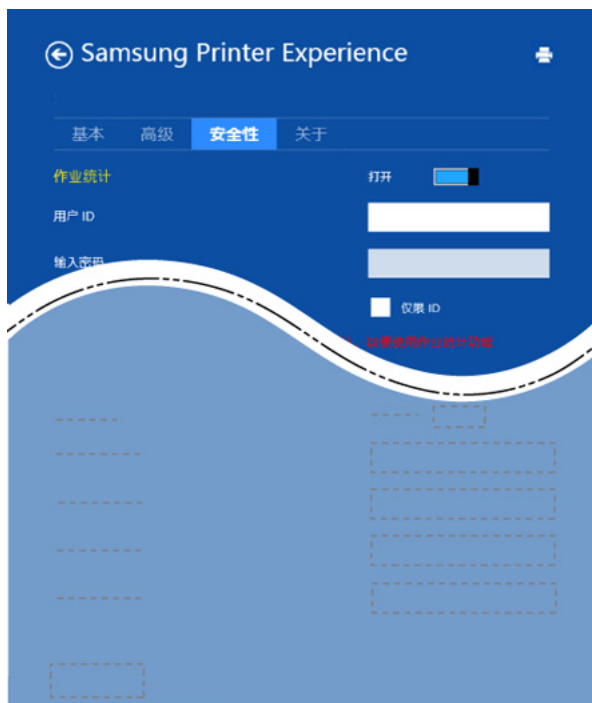 Samsung Printer Experience
基本 高级 安全性 关于
作业统计 打开
用户 ID
输入密码
仅限 ID
以便使用作业统计功能